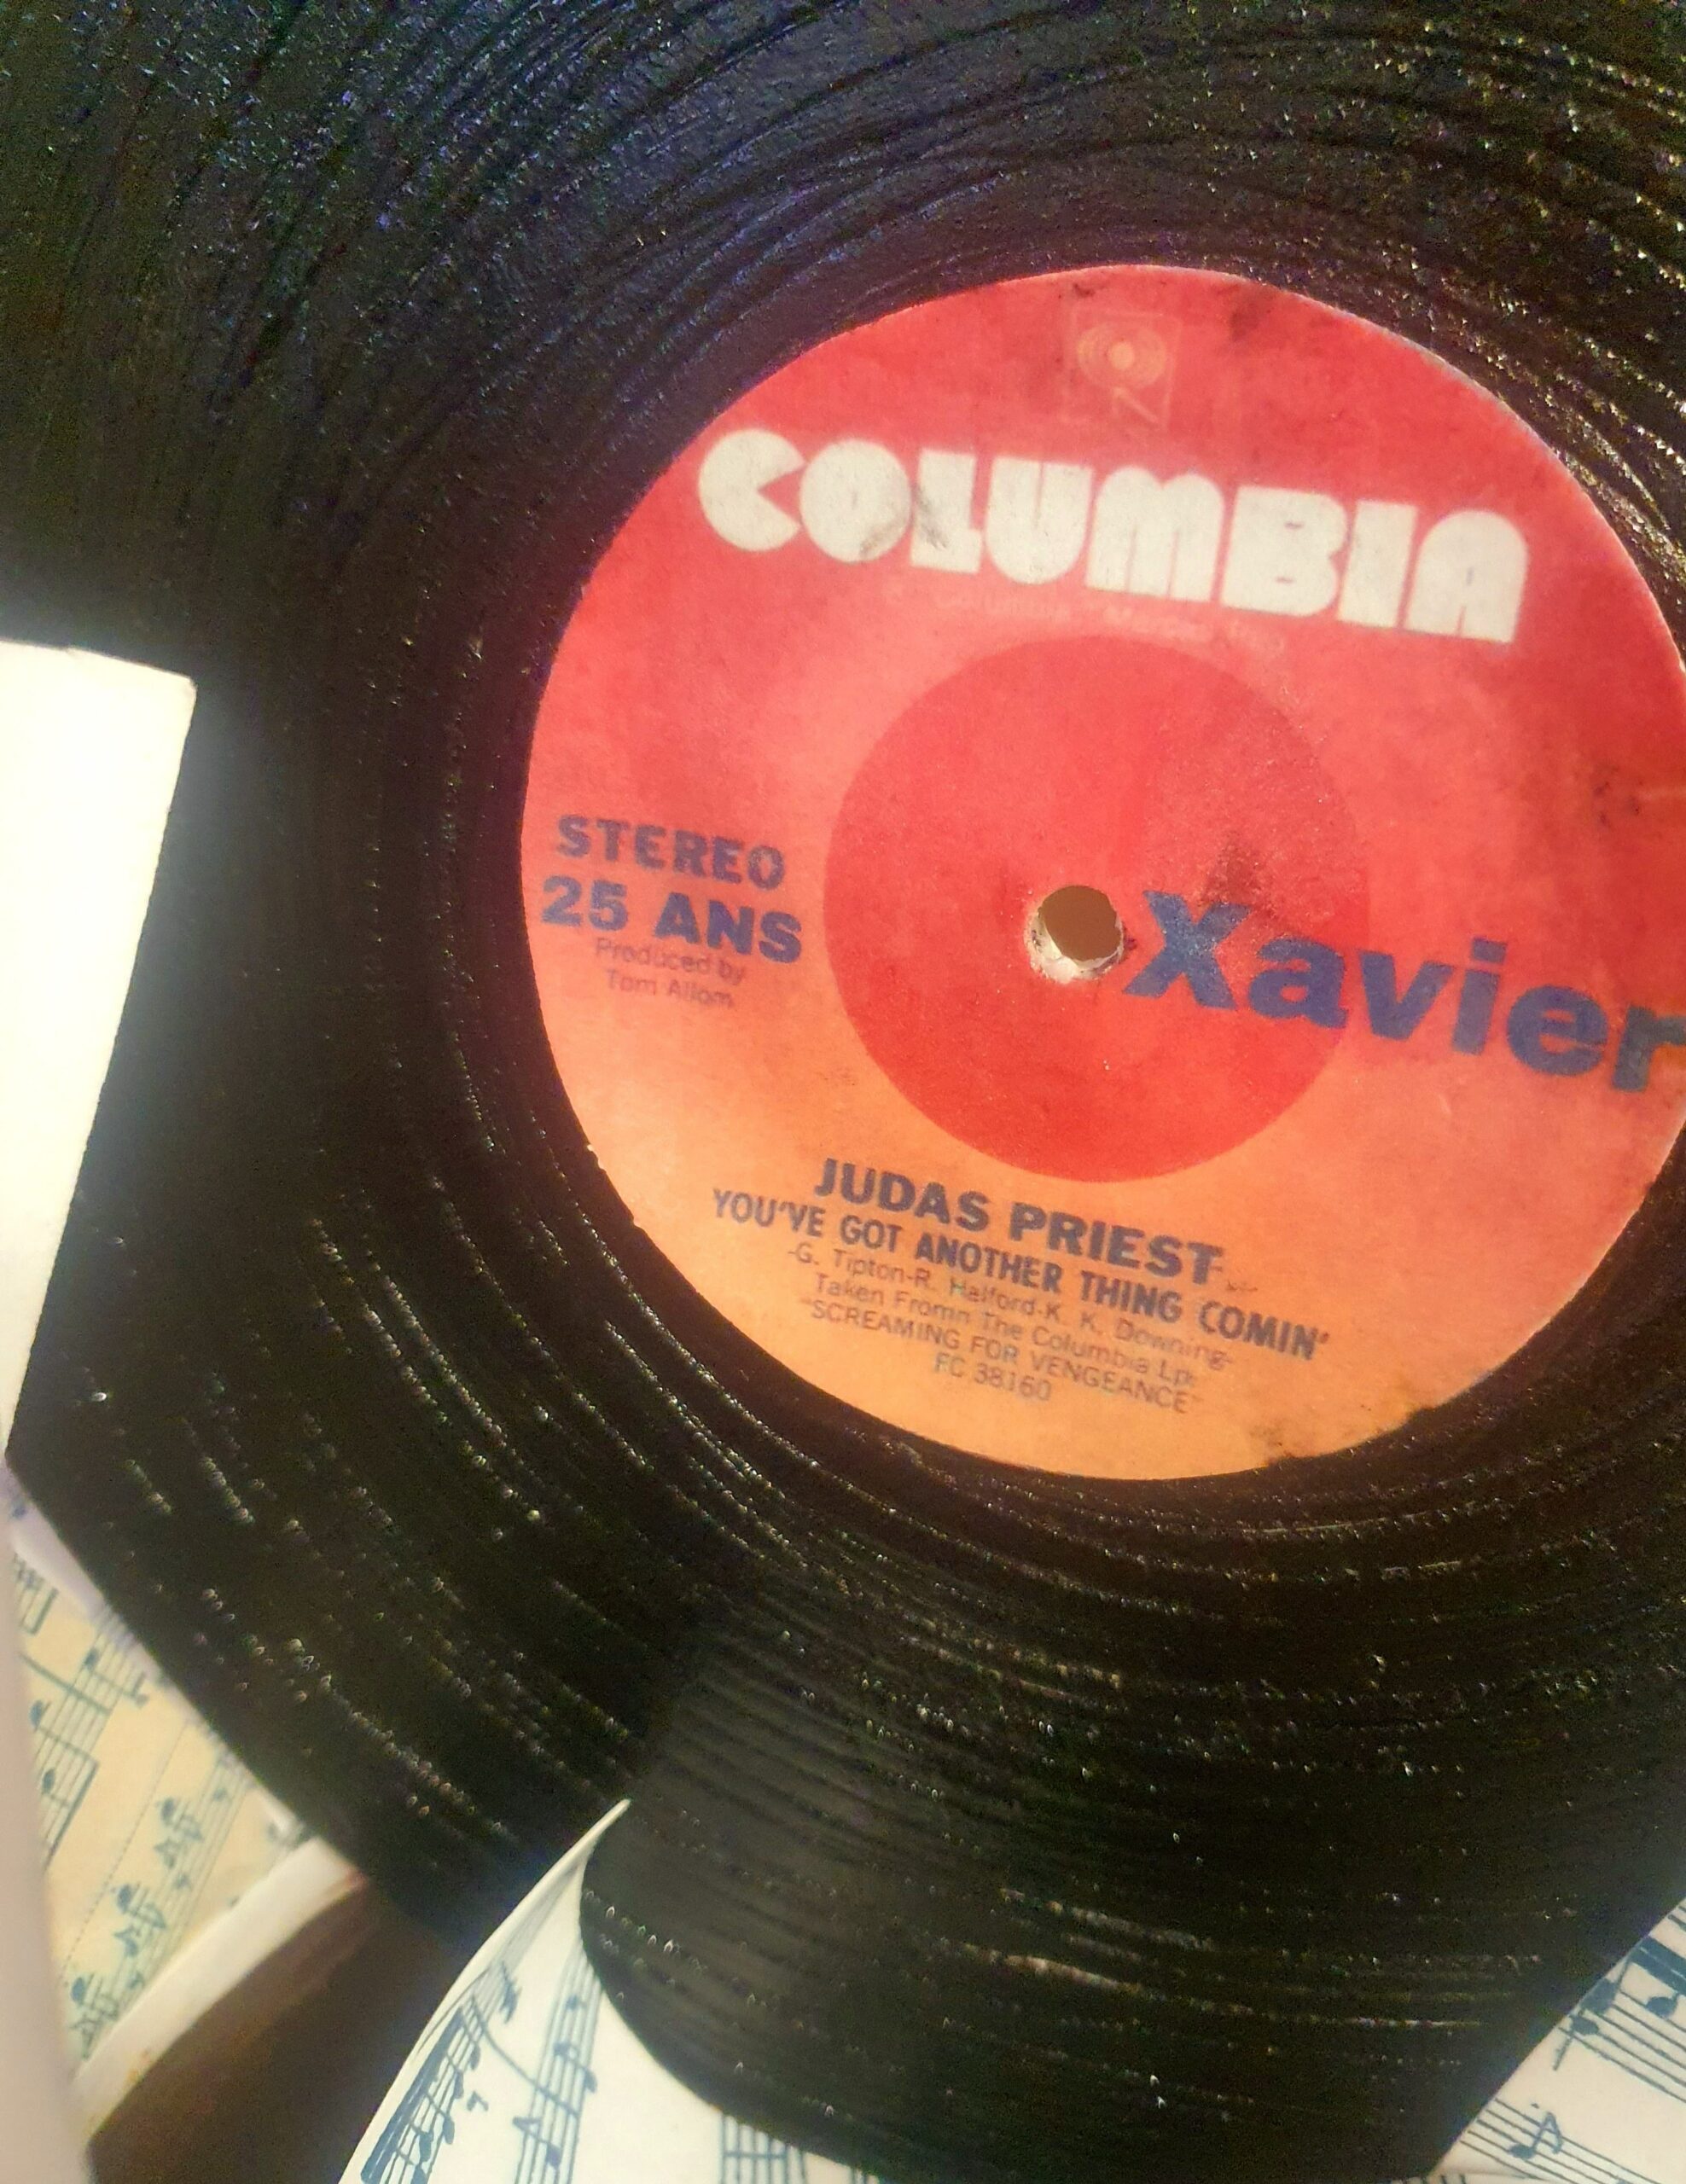 COLUMBIA
STEREO
25 ANS
Produced by
Tom Allom
Xavier
JUDAS PRIEST
YOU'VE GOT ANOTHER THING COMIN'
-G. Tipton-R. Halford-K. K. Downing-
Taken Fromn The Columbia Lp:
"SCREAMING FOR VENGEANCE"
FC 38160